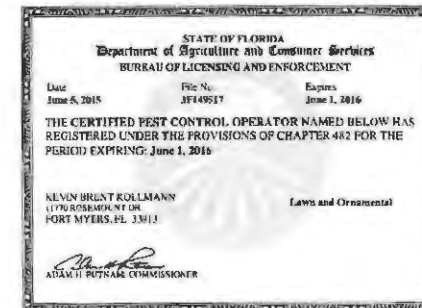 STATE OF FLORIDA
Department of Agriculture and Consumer Services
BUREAU OF LICENSING AND ENFORCEMENT
Date File No. Expires
June 5, 2015 JF149517 June 1, 2016
THE CERTIFIED PEST CONTROL OPERATOR NAMED BELOW HAS
REGISTERED UNDER THE PROVISIONS OF CHAPTER 482 FOR THE
PERIOD EXPIRING: June 1, 2016
KEVIN BRENT KOLLMANN Lawn and Ornamental
11770 ROSEMOUNT DR
FORT MYERS, FL 33913
ADAM H PUTNAM COMMISSIONER